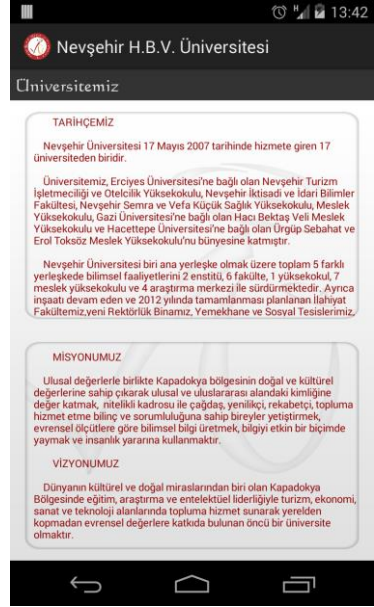 H 13:42
Nevşehir H.B.V. Üniversitesi
Üniversitemiz
TARİHÇEMİZ
Nevşehir Üniversitesi 17 Mayıs 2007 tarihinde hizmete giren 17
üniversiteden biridir.
Üniversitemiz, Erciyes Üniversitesi'ne bağlı olan Nevşehir Turizm
İşletmeciliği ve Otelcilik Yüksekokulu, Nevşehir İktisadi ve İdari Bilimler
Fakültesi, Nevşehir Semra ve Vefa Küçük Sağlık Yüksekokulu, Meslek
Yüksekokulu, Gazi Üniversitesi'ne bağlı olan Hacı Bektaş Veli Meslek
Yüksekokulu ve Hacettepe Üniversitesi'ne bağlı olan Ürgüp Sebahat ve
Erol Toksöz Meslek Yüksekokulu'nu bünyesine katmıştır.
Nevşehir Üniversitesi biri ana yerleşke olmak üzere toplam 5 farklı
yerleşkede bilimsel faaliyetlerini 2 enstitü, 6 fakülte, 1 yüksekokul, 7
meslek yüksekokulu ve 4 araştırma merkezi ile sürdürmektedir. Ayrıca
inşaatı devam eden ve 2012 yılında tamamlanması planlanan İlahiyat
Fakültemiz,yeni Rektörlük Binamız, Yemekhane ve Sosyal Tesislerimiz,
MİSYONUMUZ
Ulusal değerlerle birlikte Kapadokya bölgesinin doğal ve kültürel
değerlerine sahip çıkarak ulusal ve uluslararası alandaki kimliğine
değer katmak, nitelikli kadrosu ile çağdaş, yenilikçi, rekabetçi, topluma
hizmet etme bilinç ve sorumluluğuna sahip bireyler yetiştirmek,
evrensel ölçütlere göre bilimsel bilgi üretmek, bilgiyi etkin bir biçimde
yaymak ve insanlık yararına kullanmaktır.
VİZYONUMUZ
Dünyanın kültürel ve doğal miraslarından biri olan Kapadokya
Bölgesinde eğitim, araştırma ve entelektüel liderliğiyle turizm, ekonomi,
sanat ve teknoloji alanlarında topluma hizmet sunarak yerelden
kopmadan evrensel değerlere katkıda bulunan öncü bir üniversite
olmaktır.